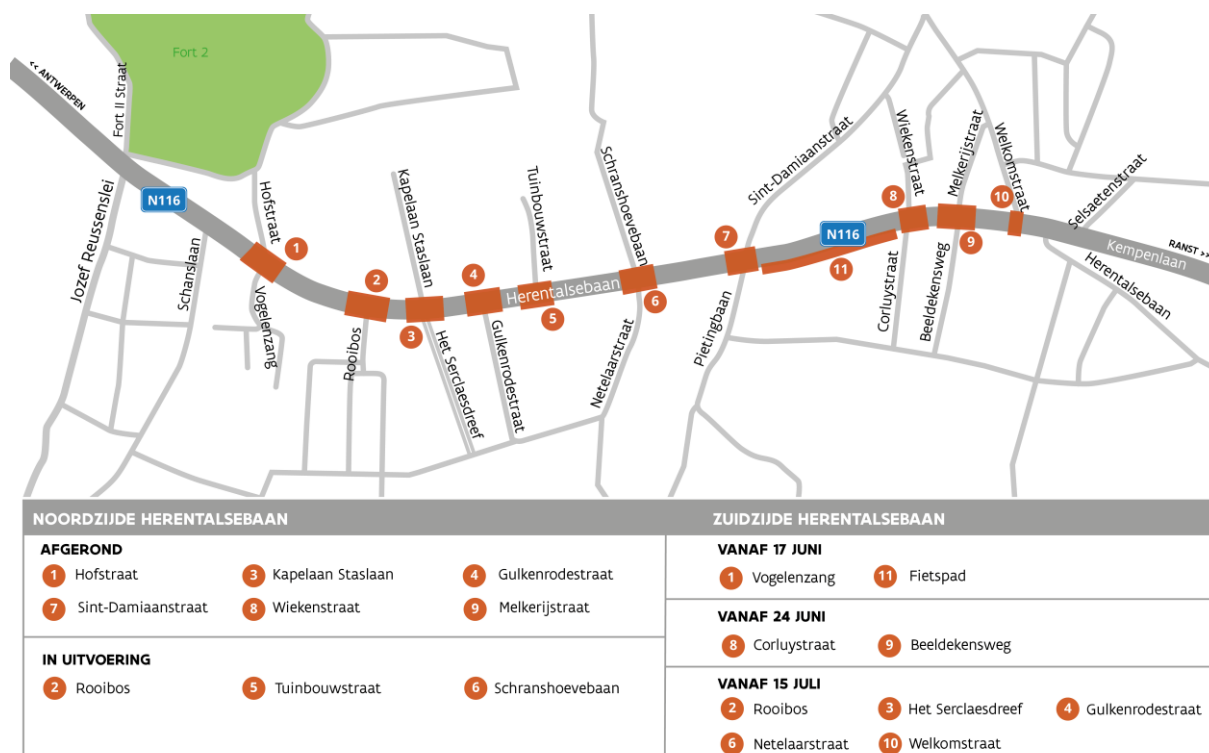 Fort 2
<< ANTWERPEN
Fort II Straat
N116
Jozef Reussenslei
Schanslaan
Hofstraat
1
Vogelenzang
2
Rooibos
Kapelaan Staslaan
3
Het Serclaesdreef
4
Gulkenrodestraat
Tuinbouwstraat
5
Herentalsebaan
Schranshoevebaan
6
Netelaarstraat
7
Pietingbaan
Sint-Damiaanstraat
N116
11
8
Wiekenstraat
Corluystraat
Melkerijstraat
9
Beeldekensweg
10
Welkomstraat
Selsaetenstraat
Kempenlaan
RANST >>
Herentalsebaan
NOORDZIJDE HERENTALSEBAAN
AFGEROND
1 Hofstraat 3 Kapelaan Staslaan 4 Gulkenrodestraat
7 Sint-Damiaanstraat 8 Wiekenstraat 9 Melkerijstraat
IN UITVOERING
2 Rooibos 5 Tuinbouwstraat 6 Schranshoevebaan
ZUIDZIJDE HERENTALSEBAAN
VANAF 17 JUNI
1 Vogelenzang 11 Fietspad
VANAF 24 JUNI
8 Corluystraat 9 Beeldekensweg
VANAF 15 JULI
2 Rooibos 3 Het Serclaesdreef 4 Gulkenrodestraat
6 Netelaarstraat 10 Welkomstraat